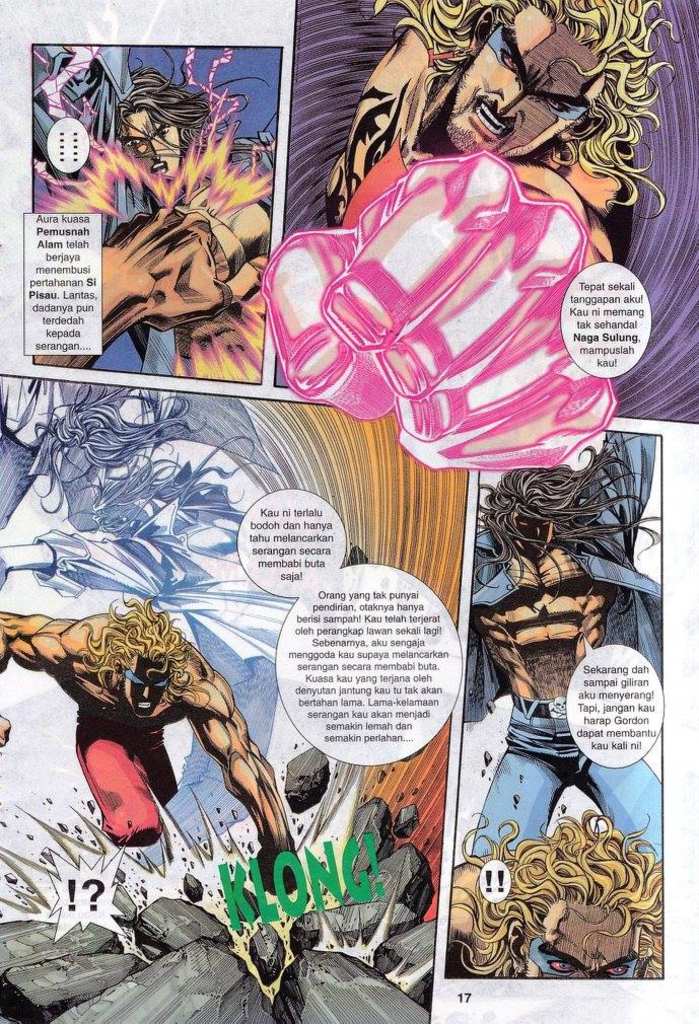 Aura kuasa
Pemusnah
Alam telah
berjaya
menembusi
pertahanan Si
Pisau. Lantas,
dadanya pun
terdedah
kepada
serangan....
Tepat sekali
tanggapan aku!
Kau ni memang
tak sehandal
Naga Sulung,
mampuslah
kau!
Kau ni terlalu
bodoh dan hanya
tahu melancarkan
serangan secara
membabi buta
saja!
Orang yang tak punyai
pendirian, otaknya hanya
berisi sampah! Kau telah terjerat
oleh perangkap lawan sekali lagi!
Sebenarnya, aku sengaja
menggoda kau supaya melancarkan
serangan secara membabi buta.
Kuasa kau yang terjana oleh
denyutan jantung kau tu tak akan
bertahan lama. Lama-kelamaan
serangan kau akan menjadi
semakin lemah dan
semakin perlahan....
!?
KLONG!
Sekarang dah
sampai giliran
aku menyerang!
Tapi, jangan kau
harap Gordon
dapat membantu
kau kali ni!
!!
17